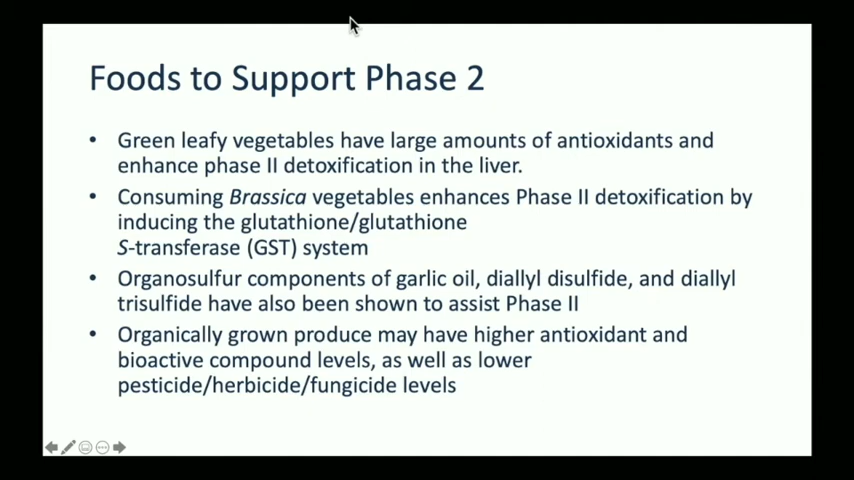 Foods to Support Phase 2
• Green leafy vegetables have large amounts of antioxidants and
enhance phase II detoxification in the liver.
• Consuming Brassica vegetables enhances Phase II detoxification by
inducing the glutathione/glutathione
S-transferase (GST) system
• Organosulfur components of garlic oil, diallyl disulfide, and diallyl
trisulfide have also been shown to assist Phase II
• Organically grown produce may have higher antioxidant and
bioactive compound levels, as well as lower
pesticide/herbicide/fungicide levels